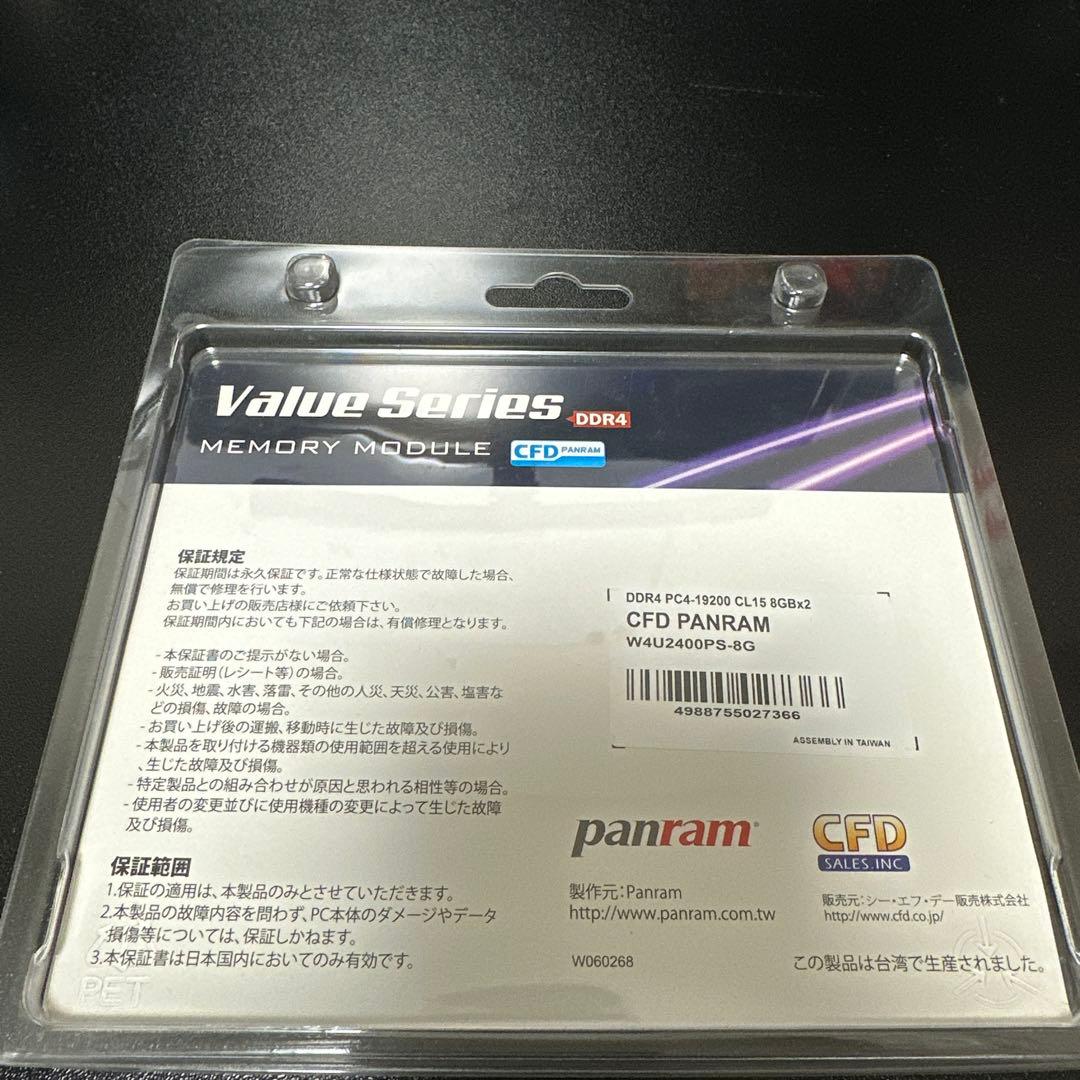 Value Series DDR4
MEMORY MODULE CFD PANRAM
保証規定
保証期間は永久保証です。正常な仕様状態で故障した場合、
無償で修理を行います。
お買い上げの販売店様にご依頼下さい。
保証期間内においても下記の場合は、有償修理となります。
- 本保証書のご提示がない場合。
- 販売証明(レシート等)の場合。
- 火災、地震、水害、落雷、その他の人災、天災、公害、塩害な
どの損傷、故障の場合。
- お買い上げ後の運搬、移動時に生じた故障及び損傷。
- 本製品を取り付ける機器類の使用範囲を超える使用により
、生じた故障及び損傷。
- 特定製品との組み合わせが原因と思われる相性等の場合。
- 使用者の変更並びに使用機種の変更によって生じた故障
及び損傷。
保証範囲
1.保証の適用は、本製品のみとさせていただきます。
2.本製品の故障内容を問わず、PC本体のダメージやデータ
損傷等については、保証しかねます。
3.本保証書は日本国内においてのみ有効です。
PET
DDR4 PC4-19200 CL15 8GBx2
CFD PANRAM
W4U2400PS-8G
4988755027366
ASSEMBLY IN TAIWAN
panram®
製作元：Panram
http://www.panram.com.tw
W060268
CFD
SALES.INC
販売元：シー・エフ・デー販売株式会社
http://www.cfd.co.jp/
この製品は台湾で生産されました。